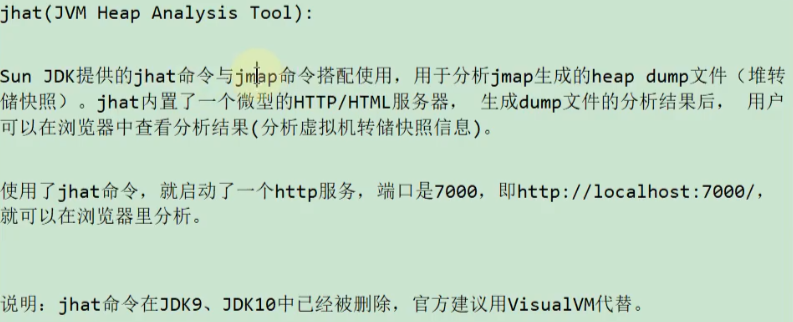 jhat(JVM Heap Analysis Tool):
Sun JDK提供的jhat命令与jmap命令搭配使用，用于分析jmap生成的heap dump文件（堆转
储快照）。jhat内置了一个微型的HTTP/HTML服务器， 生成dump文件的分析结果后， 用户
可以在浏览器中查看分析结果(分析虚拟机转储快照信息)。
使用了jhat命令，就启动了一个http服务，端口是7000，即http://localhost:7000/，
就可以在浏览器里分析。
说明：jhat命令在JDK9、JDK10中已经被删除，官方建议用VisualVM代替。